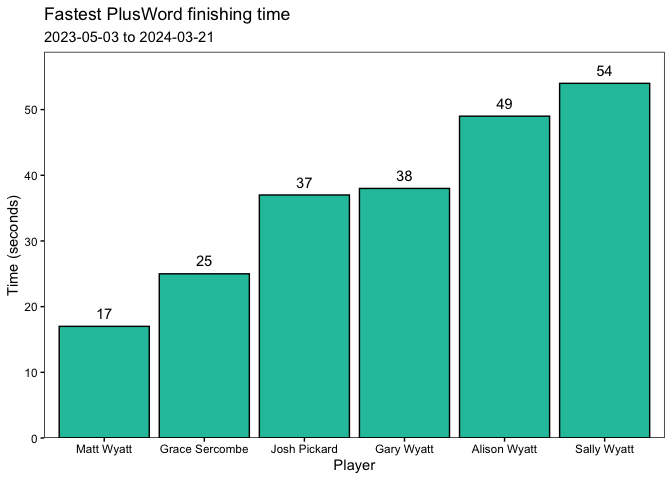 Fastest PlusWord finishing time
2023-05-03 to 2024-03-21
54
49
38
37
25
17
50
40
30
20
10
0
Time (seconds)
Matt Wyatt Grace Sercombe Josh Pickard Gary Wyatt Alison Wyatt Sally Wyatt
Player